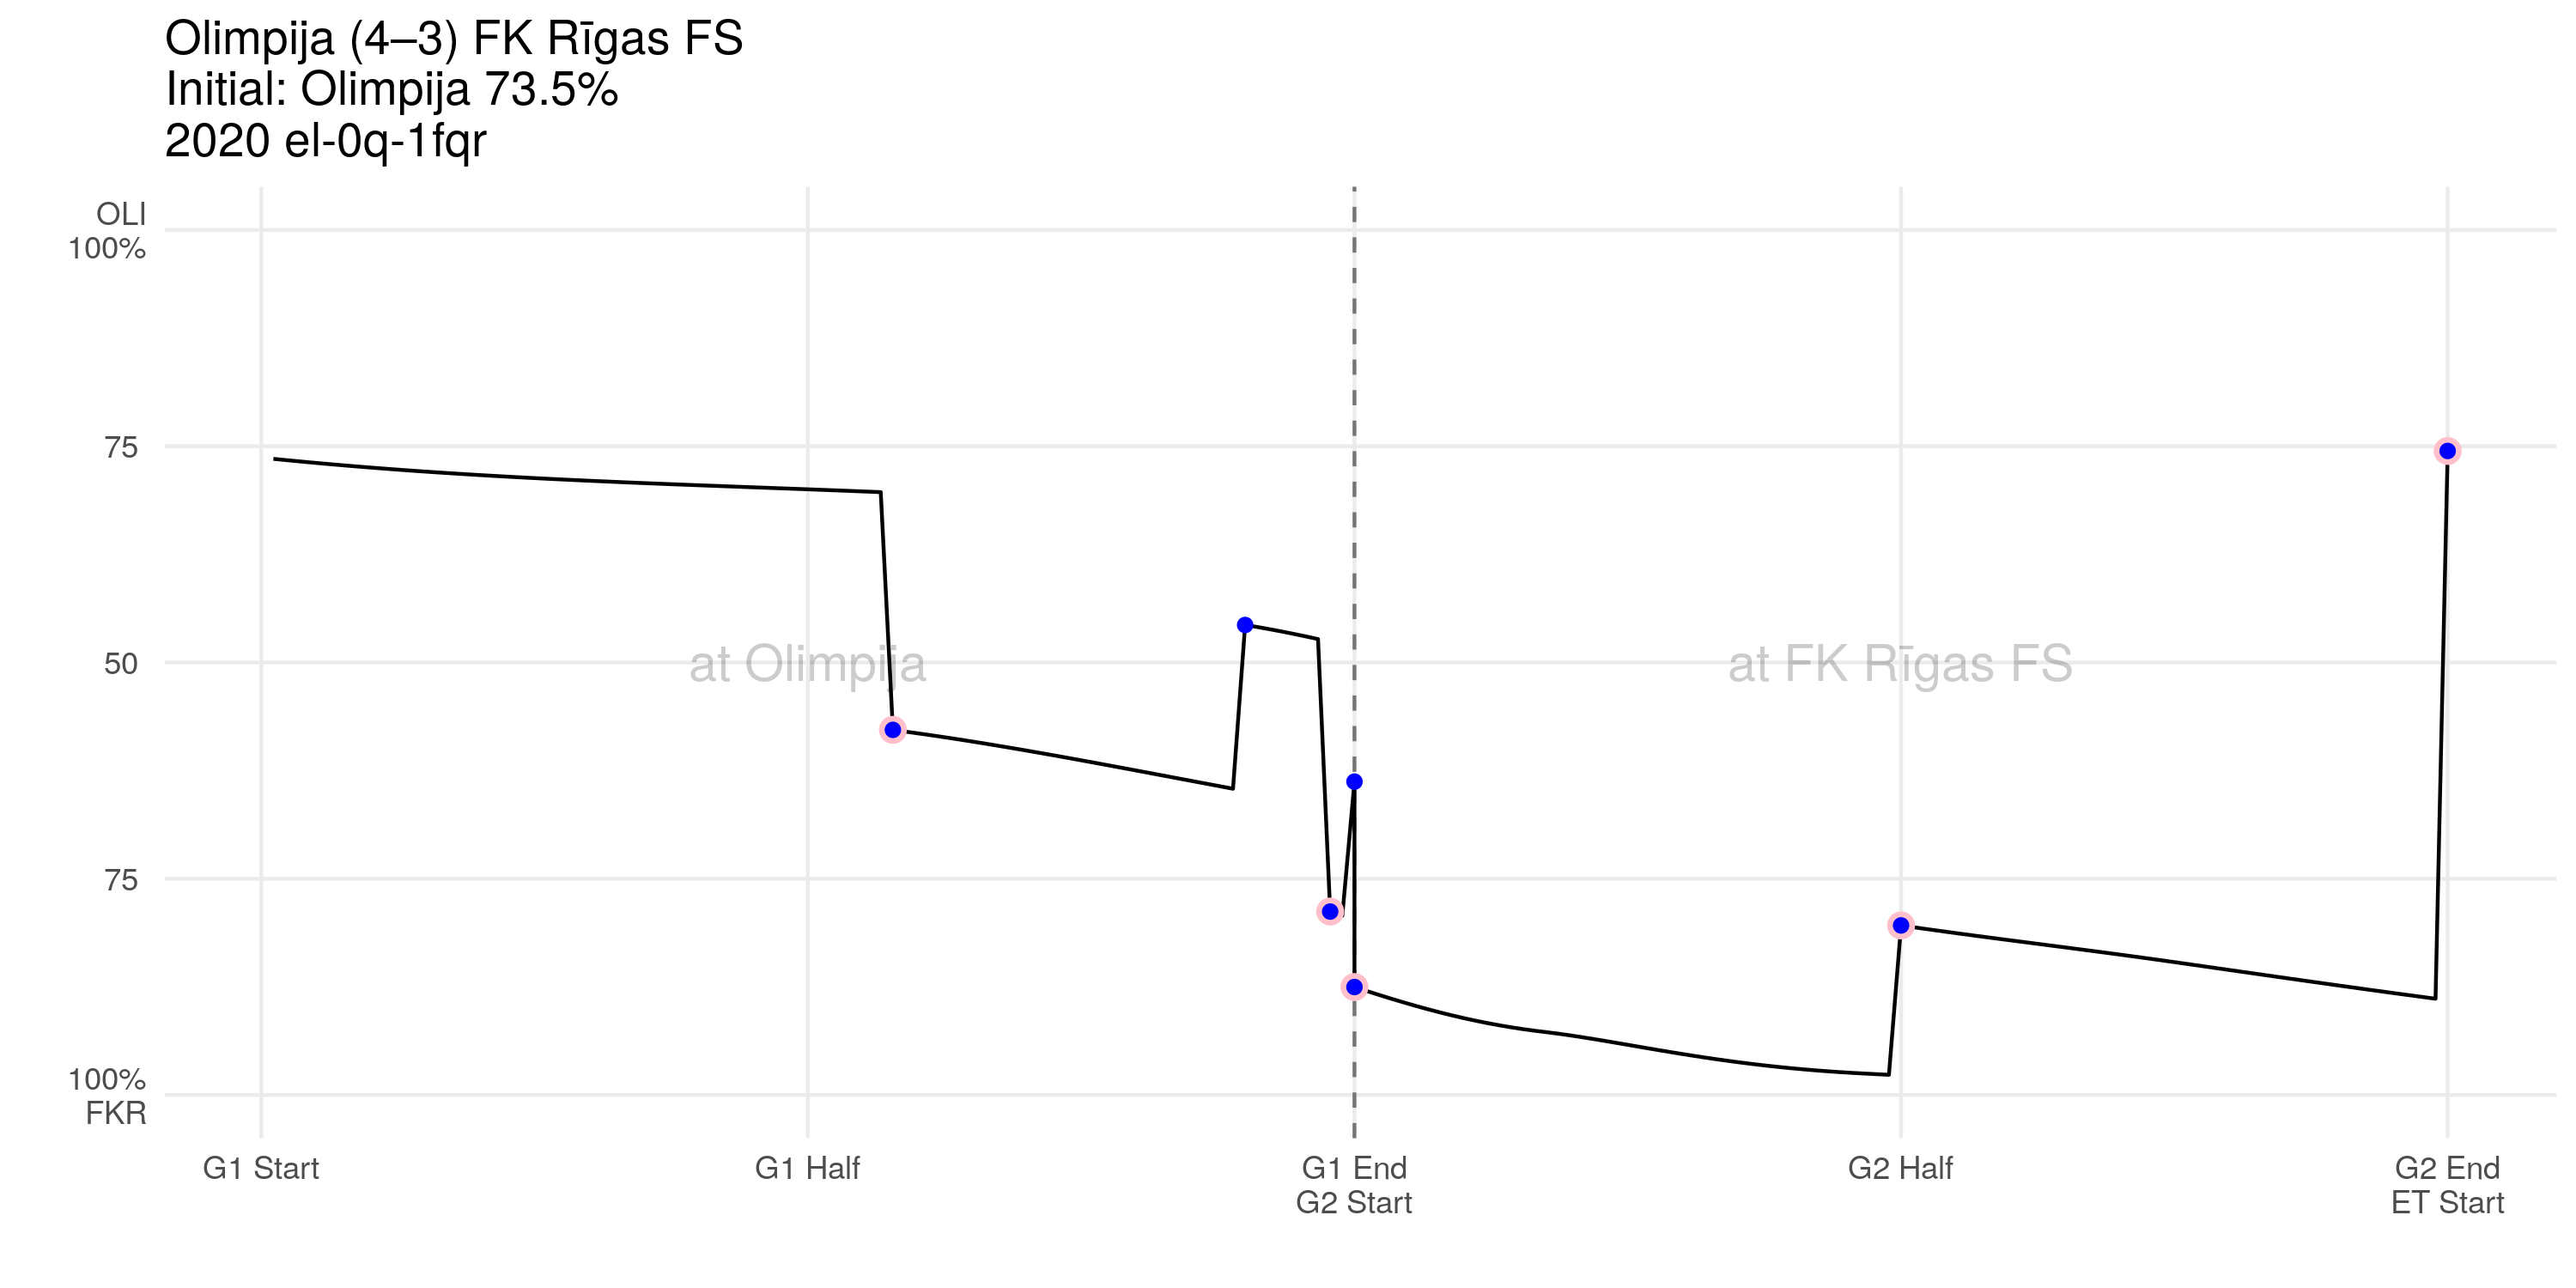 Olimpija (4–3) FK Rīgas FS
Initial: Olimpija 73.5%
2020 el-0q-1fqr
OLI
100%
75
50
75
100%
FKR
at Olimpija
at FK Rīgas FS
G1 Start
G1 Half
G1 End
G2 Start
G2 Half
G2 End
ET Start